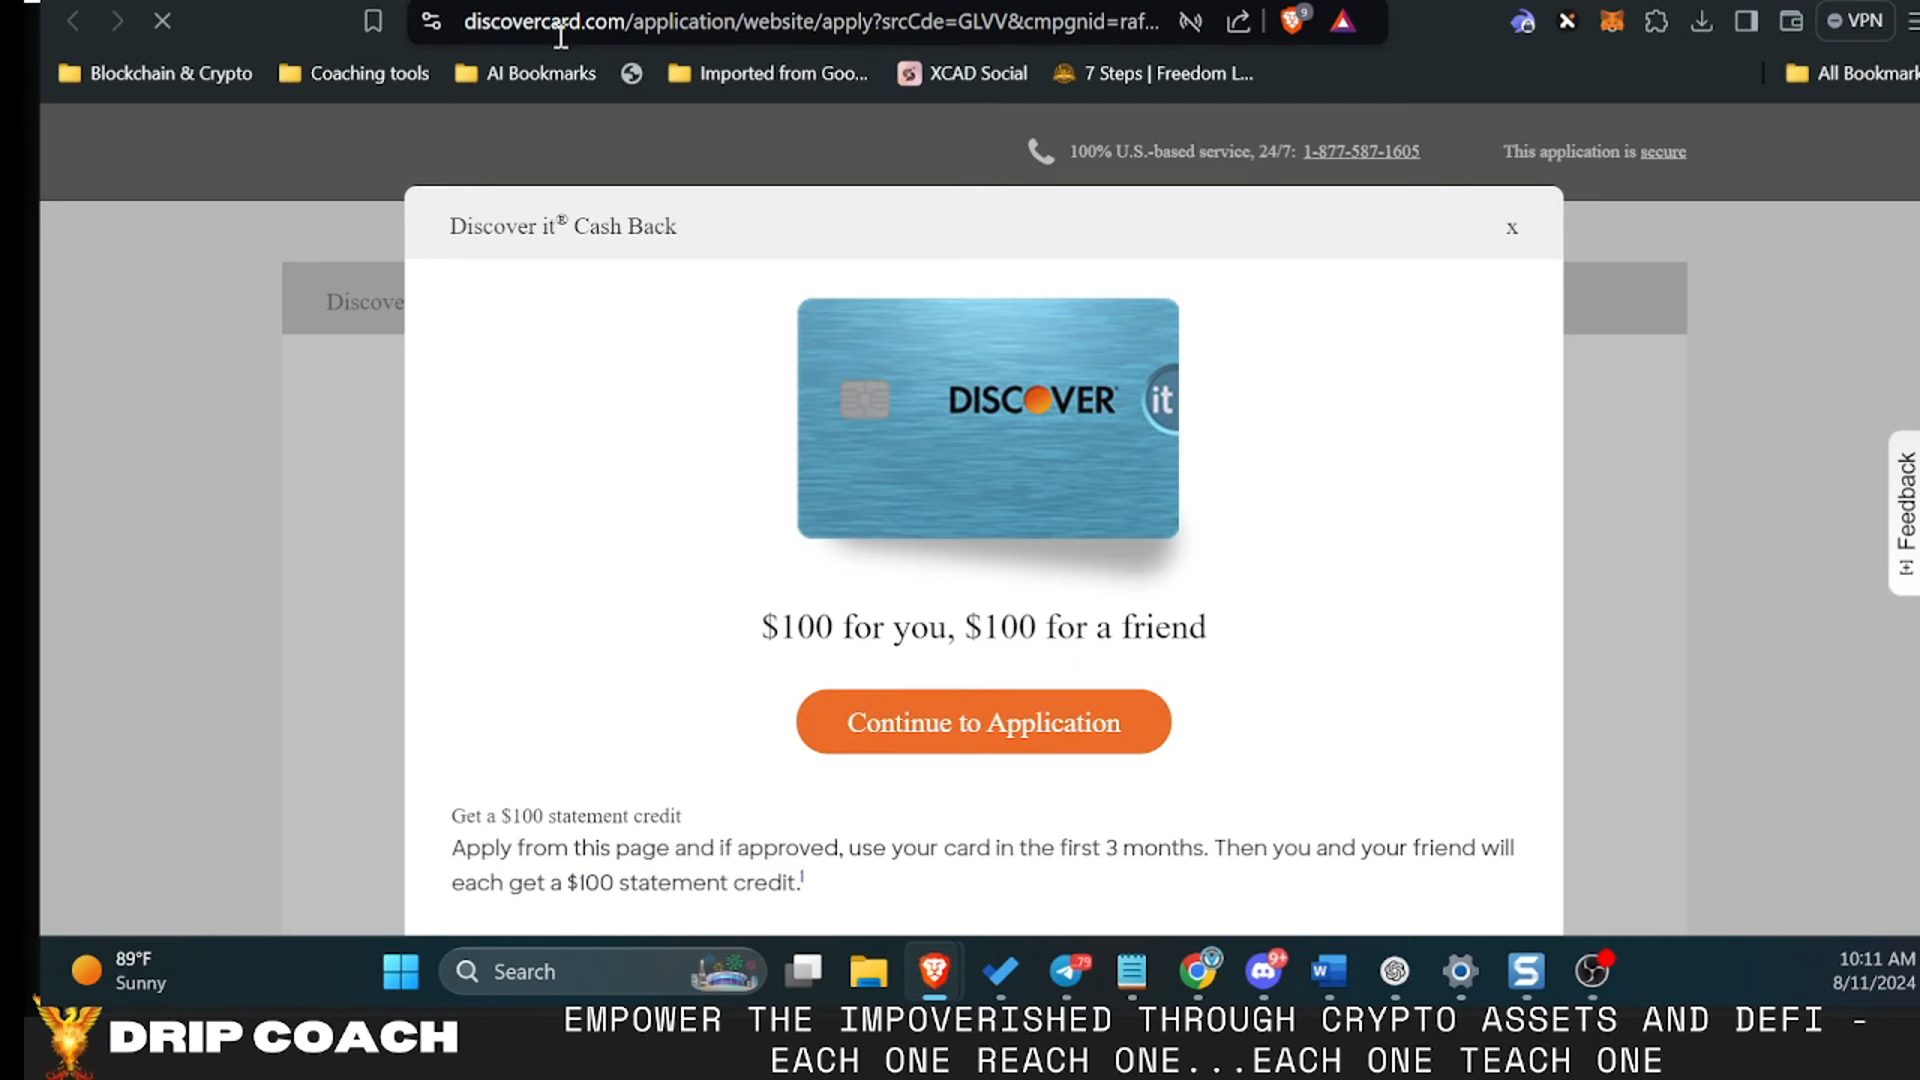 discovercard.com/application/website/apply?srcCde=GLVV&cmpgnid=raf...
9
VPN
Blockchain & Crypto
Coaching tools
AI Bookmarks
Imported from Goo...
XCAD Social
7 Steps | Freedom L...
All Bookmark
100% U.S.-based service, 24/7: 1-877-587-1605
This application is secure
Discover it® Cash Back
x
Discove
DISCOVER
it
[+] Feedback
$100 for you, $100 for a friend
Continue to Application
Get a $100 statement credit
Apply from this page and if approved, use your card in the first 3 months. Then you and your friend will
each get a $100 statement credit.1
89°F
Sunny
Search
79
9+
10:11 AM
8/11/2024
DRIP COACH
EMPOWER THE IMPOVERISHED THROUGH CRYPTO ASSETS AND DEFI -
EACH ONE REACH ONE...EACH ONE TEACH ONE